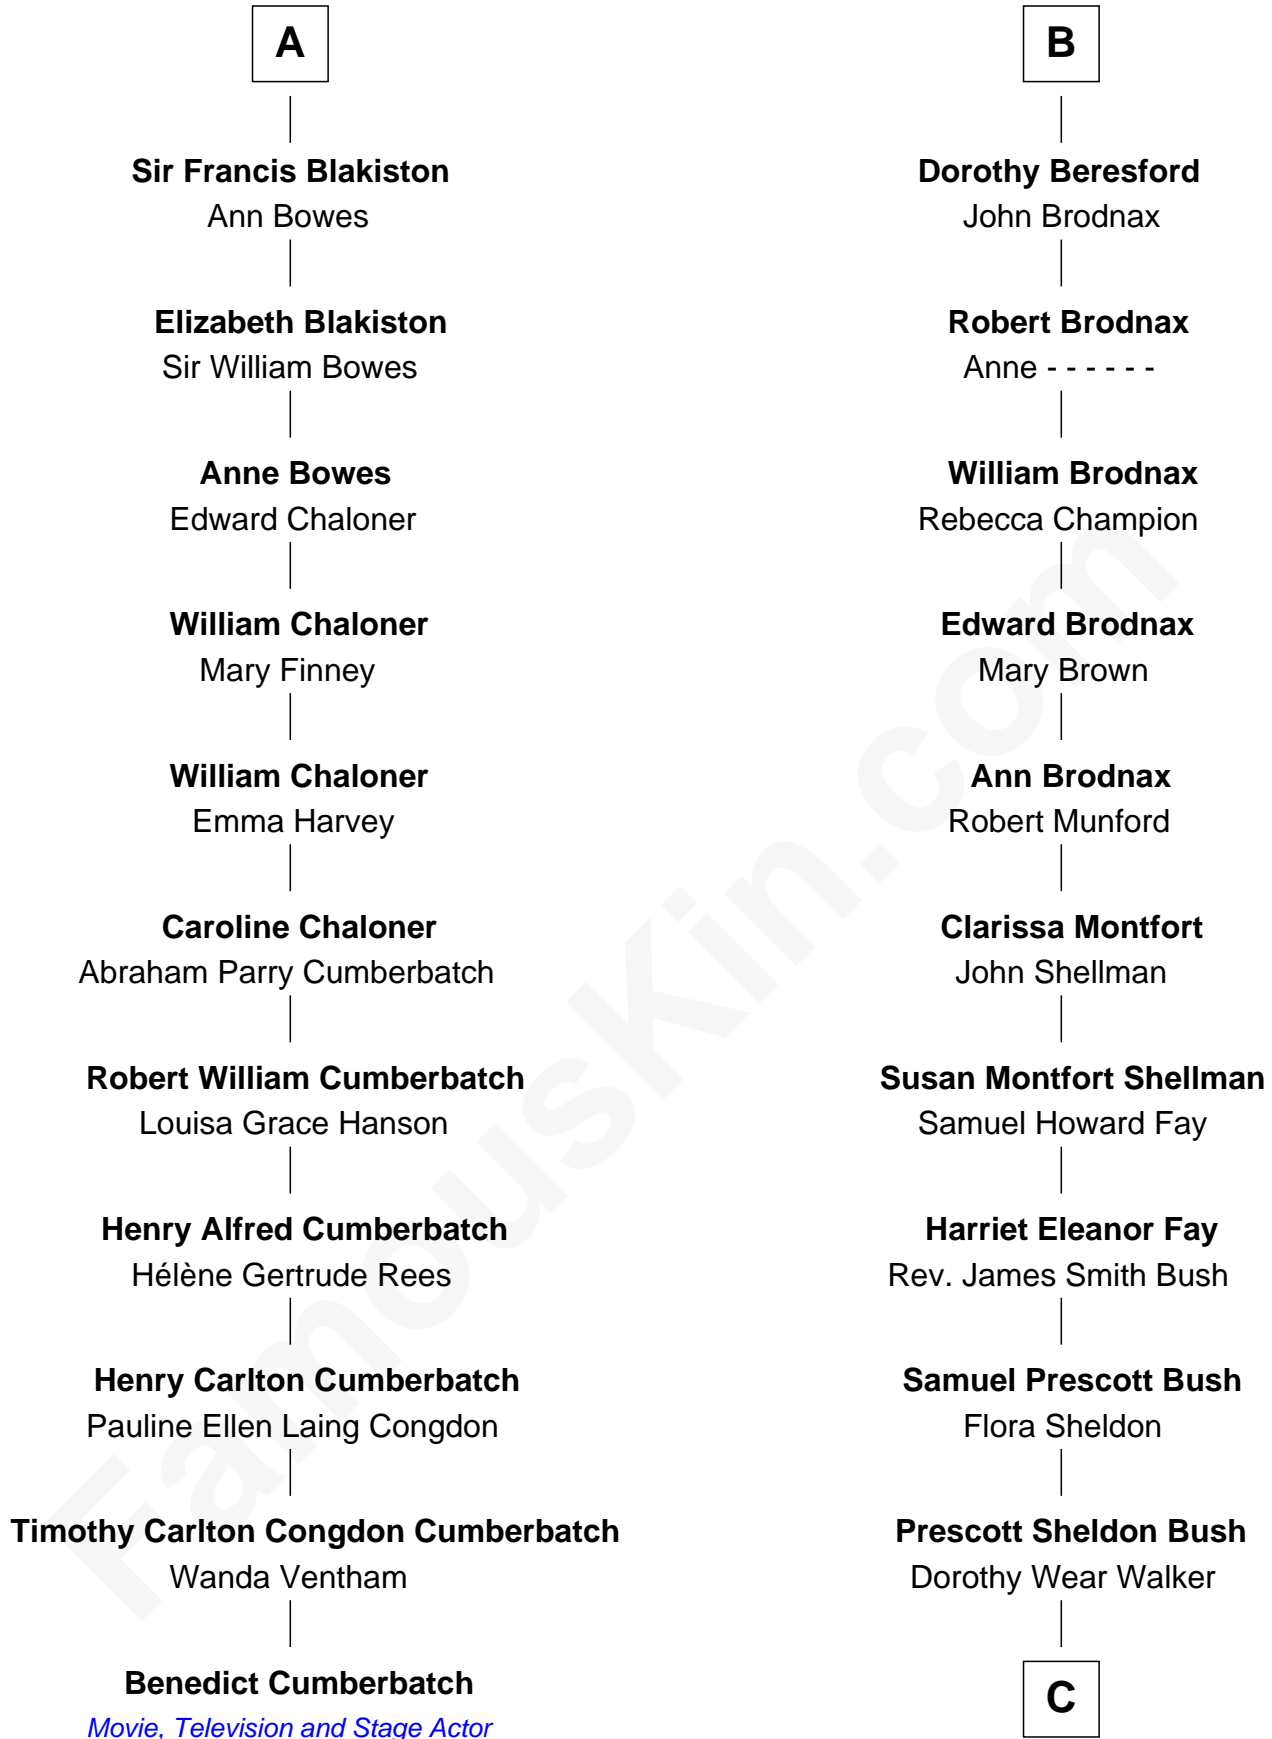 A
Sir Francis Blakiston
Ann Bowes
Elizabeth Blakiston
Sir William Bowes
Anne Bowes
Edward Chaloner
William Chaloner
Mary Finney
William Chaloner
Emma Harvey
Caroline Chaloner
Abraham Parry Cumberbatch
Robert William Cumberbatch
Louisa Grace Hanson
Henry Alfred Cumberbatch
Hélène Gertrude Rees
Henry Carlton Cumberbatch
Pauline Ellen Laing Congdon
Timothy Carlton Congdon Cumberbatch
Wanda Ventham
Benedict Cumberbatch
Movie, Television and Stage Actor
B
Dorothy Beresford
John Brodnax
Robert Brodnax
Anne - - - - - -
William Brodnax
Rebecca Champion
Edward Brodnax
Mary Brown
Ann Brodnax
Robert Munford
Clarissa Montfort
John Shellman
Susan Montfort Shellman
Samuel Howard Fay
Harriet Eleanor Fay
Rev. James Smith Bush
Samuel Prescott Bush
Flora Sheldon
Prescott Sheldon Bush
Dorothy Wear Walker
C
FamousKin.com